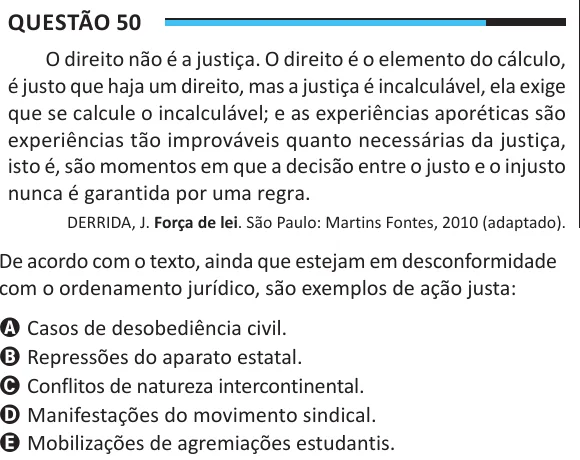 QUESTÃO 50
O direito não é a justiça. O direito é o elemento do cálculo,
é justo que haja um direito, mas a justiça é incalculável, ela exige
que se calcule o incalculável; e as experiências aporéticas são
experiências tão improváveis quanto necessárias da justiça,
isto é, são momentos em que a decisão entre o justo e o injusto
nunca é garantida por uma regra.
DERRIDA, J. Força de lei. São Paulo: Martins Fontes, 2010 (adaptado).
De acordo com o texto, ainda que estejam em desconformidade
com o ordenamento jurídico, são exemplos de ação justa:
A Casos de desobediência civil.
B Repressões do aparato estatal.
C Conflitos de natureza intercontinental.
D Manifestações do movimento sindical.
E Mobilizações de agremiações estudantis.